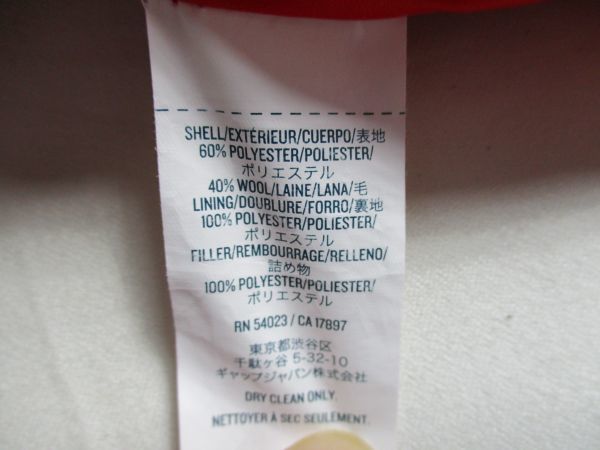 SHELL/EXTÉRIEUR/CUERPO/表地
60% POLYESTER/POLIESTER/
ポリエステル
40% WOOL/LAINE/LANA/毛
LINING/DOUBLURE/FORRO/裏地
100% POLYESTER/POLIESTER/
ポリエステル
FILLER/REMBOURRAGE/RELLENO/
詰め物
100% POLYESTER/POLIESTER/
ポリエステル
RN 54023 / CA 17897
東京都渋谷区
千駄ヶ谷 5-32-10
ギャップジャパン株式会社
DRY CLEAN ONLY.
NETTOYER À SEC SEULEMENT.